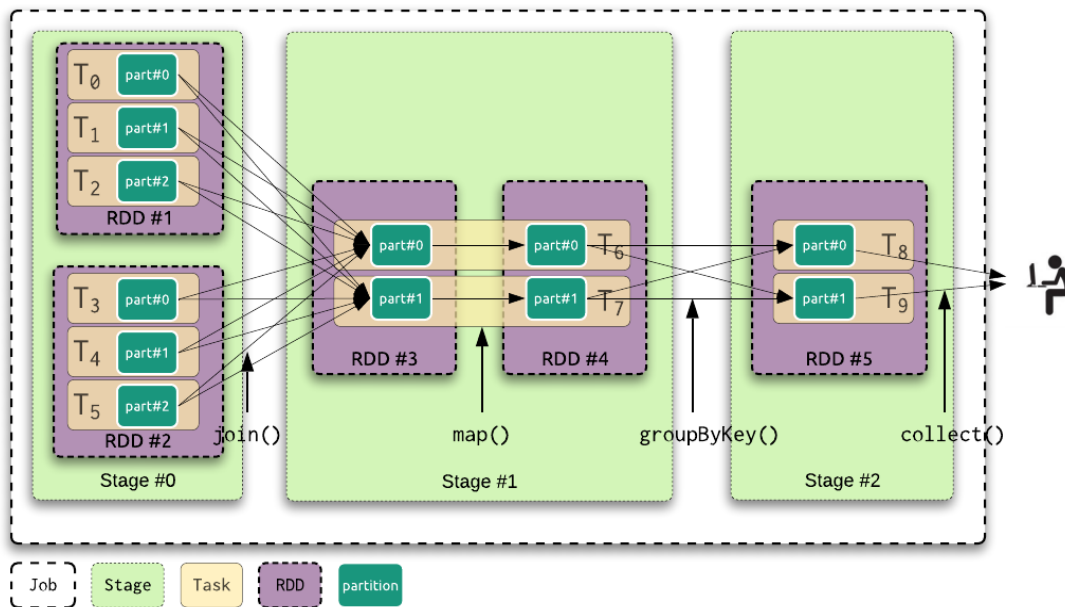 T0 part#0
T1 part#1
T2 part#2
RDD #1
T3 part#0
T4 part#1
T5 part#2
RDD #2
Stage #0
join()
part#0
part#1
RDD #3
map()
part#0 T6
part#1 T7
RDD #4
Stage #1
groupByKey()
part#0 T8
part#1 T9
RDD #5
Stage #2
collect()
Job
Stage
Task
RDD
partition